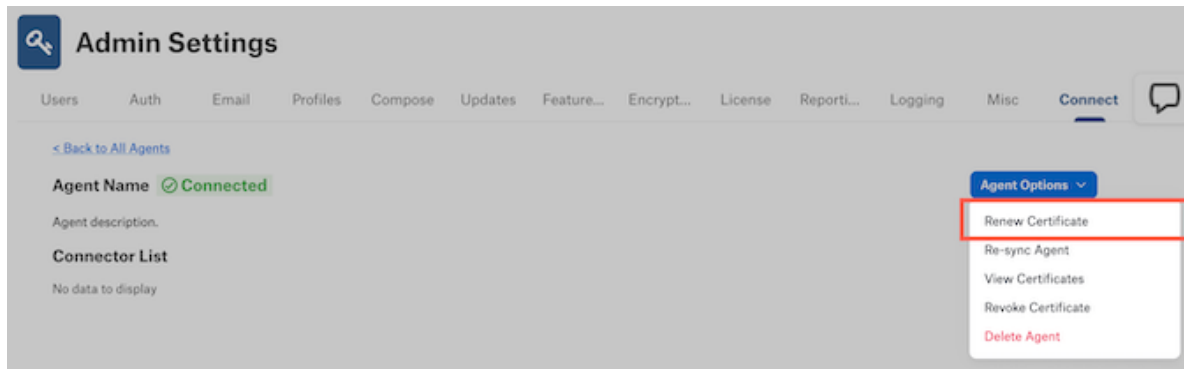 Admin Settings
Users Auth Email Profiles Compose Updates Feature... Encrypt... License Reporti... Logging Misc Connect
< Back to All Agents
Agent Name Connected Agent Options
Agent description.
Renew Certificate
Connector List
Re-sync Agent
No data to display
View Certificates
Revoke Certificate
Delete Agent